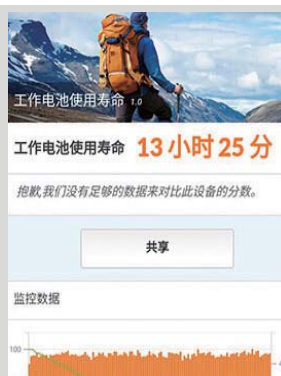 工作电池使用寿命 1.0
工作电池使用寿命 13 小时 25 分
抱歉,我们没有足够的数据来对比此设备的分数。
共享
监控数据
100